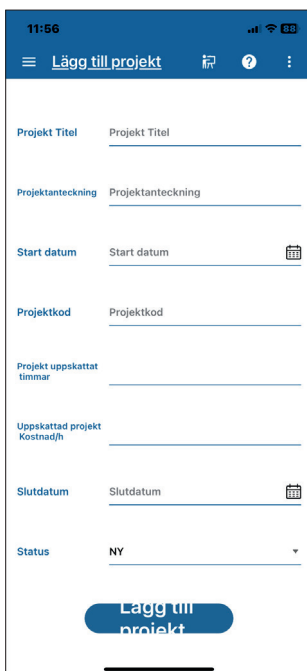 11:56
88
Lägg till projekt
Projekt Titel
Projekt Titel
Projektanteckning
Projektanteckning
Start datum
Start datum
Projektkod
Projektkod
Projekt uppskattat
timmar
Uppskattad projekt
Kostnad/h
Slutdatum
Slutdatum
Status
NY
Lägg till
projekt